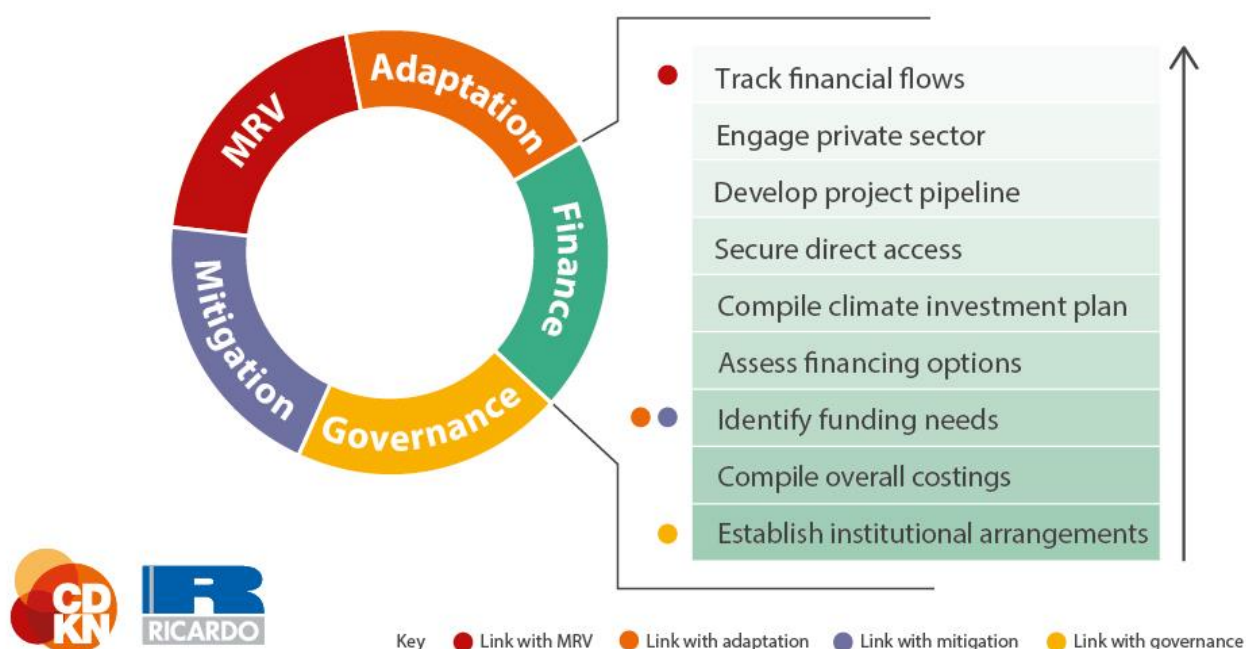 Adaptation
MRV
Finance
Mitigation
Governance
Track financial flows
Engage private sector
Develop project pipeline
Secure direct access
Compile climate investment plan
Assess financing options
Identify funding needs
Compile overall costings
Establish institutional arrangements
CD
KN
R
RICARDO
Key Link with MRV Link with adaptation Link with mitigation Link with governance